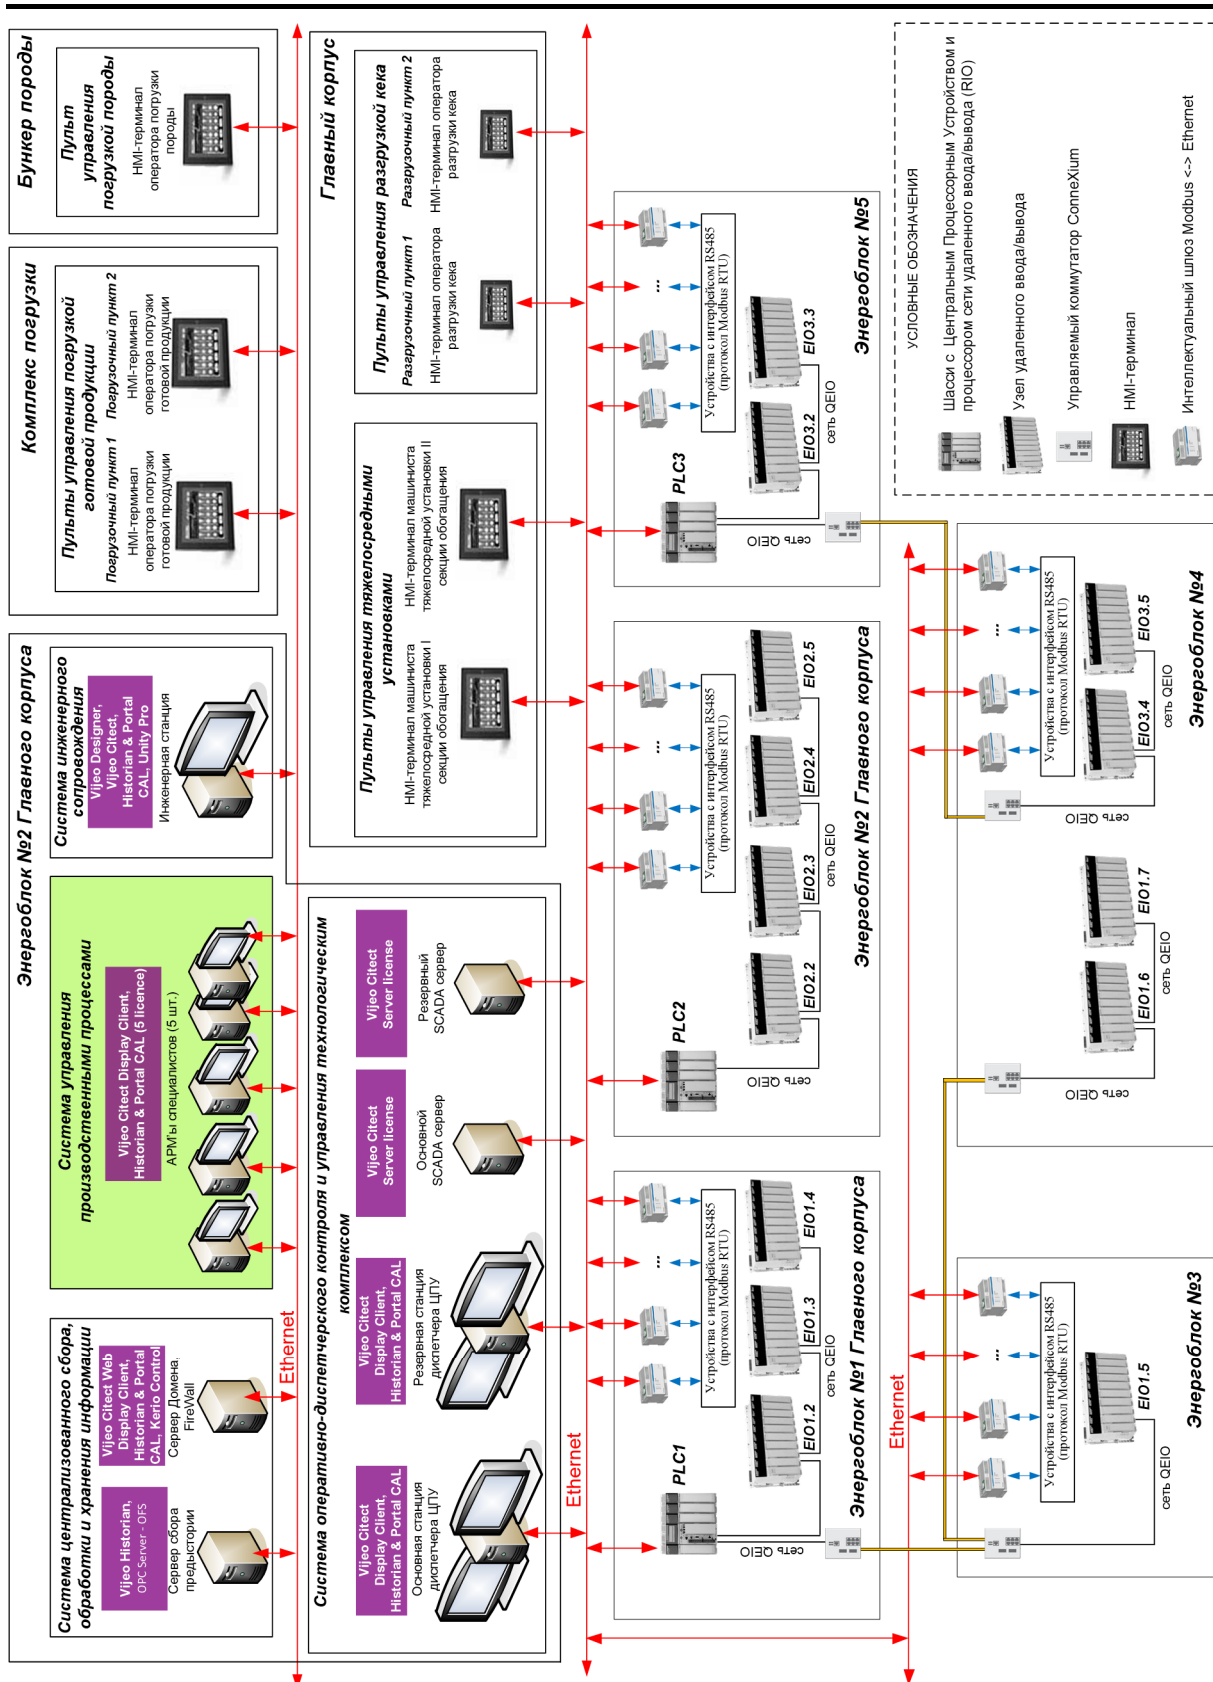 Энергоблок №2 Главного корпуса
Система централизованного сбора,
обработки и хранения информации
Vijeo Historian,
OPC Server - OFS
Сервер сбора
предыстории
Vijeo Citect Web
Display Client,
Historian & Portal
CAL, Kerio Control
Сервер Домена,
FireWall
Система управления
производственными процессами
Vijeo Citect Display Client,
Historian & Portal CAL (5 licence)
АРМ'ы специалистов (5 шт.)
Система инженерного
сопровождения
Vijeo Designer,
Vijeo Citect,
Historian & Portal
CAL, Unity Pro
Инженерная станция
Комплекс погрузки
Пульты управления погрузкой
готовой продукции
Погрузочный пункт 1
HMI-терминал
оператора погрузки
готовой продукции
Погрузочный пункт 2
HMI-терминал
оператора погрузки
готовой продукции
Бункер породы
Пульт
управления
погрузкой породы
HMI-терминал
оператора погрузки
породы
Ethernet
Система оперативно-диспетчерского контроля и управления технологическим
комплексом
Vijeo Citect
Display Client,
Historian & Portal CAL
Основная станция
диспетчера ЦПУ
Vijeo Citect
Display Client,
Historian & Portal CAL
Резервная станция
диспетчера ЦПУ
Vijeo Citect
Server license
Основной
SCADA сервер
Vijeo Citect
Server license
Резервный
SCADA сервер
Главный корпус
Пульты управления тяжелосредными
установками
HMI-терминал машиниста
тяжелосредной установки I
секции обогащения
HMI-терминал машиниста
тяжелосредной установки II
секции обогащения
Пульты управления разгрузкой кека
Разгрузочный пункт 1
HMI-терминал оператора
разгрузки кека
Разгрузочный пункт 2
HMI-терминал оператора
разгрузки кека
Ethernet
PLC1
Устройства с интерфейсом RS485
(протокол Modbus RTU)
...
сеть QEIO
EIO1.2
EIO1.3
EIO1.4
сеть QEIO
Энергоблок №1 Главного корпуса
PLC2
Устройства с интерфейсом RS485
(протокол Modbus RTU)
...
сеть QEIO
EIO2.2
EIO2.3
EIO2.4
EIO2.5
сеть QEIO
Энергоблок №2 Главного корпуса
PLC3
Устройства с интерфейсом RS485
(протокол Modbus RTU)
...
сеть QEIO
EIO3.2
EIO3.3
сеть QEIO
Энергоблок №5
Ethernet
Устройства с интерфейсом RS485
(протокол Modbus RTU)
...
EIO1.5
сеть QEIO
Энергоблок №3
сеть QEIO
EIO1.6
EIO1.7
сеть QEIO
Устройства с интерфейсом RS485
(протокол Modbus RTU)
...
сеть QEIO
EIO3.4
EIO3.5
сеть QEIO
Энергоблок №4
УСЛОВНЫЕ ОБОЗНАЧЕНИЯ
Шасси с Центральным Процессорным Устройством и
процессором сети удаленного ввода/вывода (RIO)
Узел удаленного ввода/вывода
Управляемый коммутатор ConneXium
HMI-терминал
Интеллектуальный шлюз Modbus <-> Ethernet